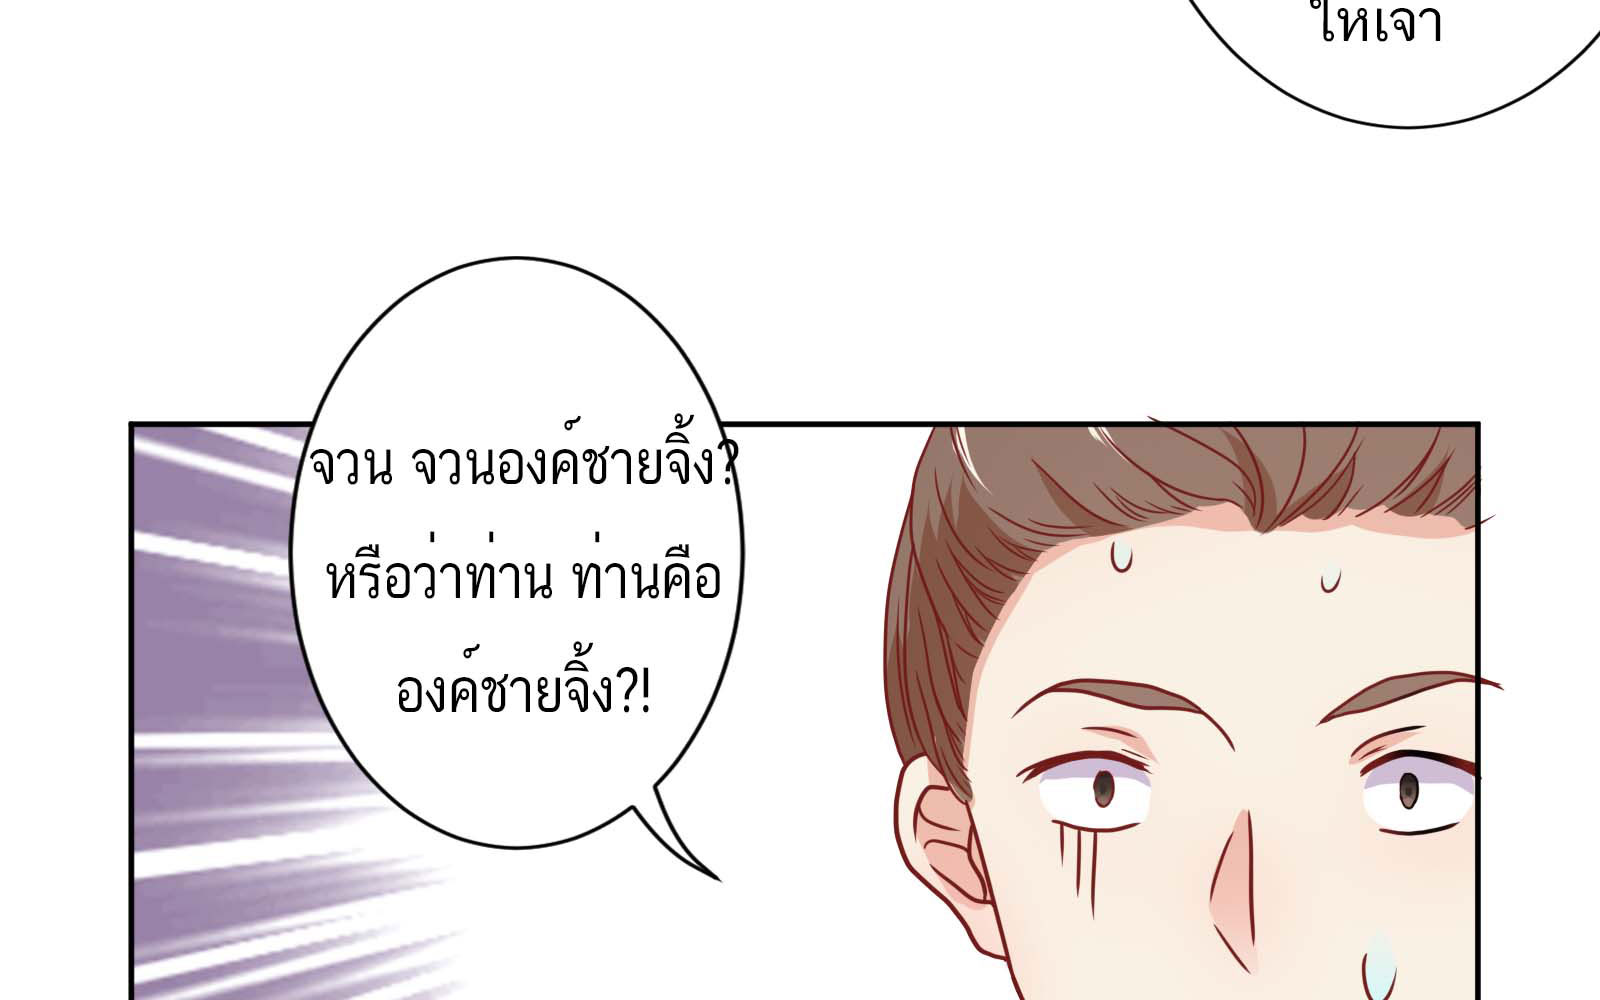 ให้เจ้า
จวน จวนองค์ชายจิ้ง?
หรือว่าท่าน ท่านคือ
องค์ชายจิ้ง?!